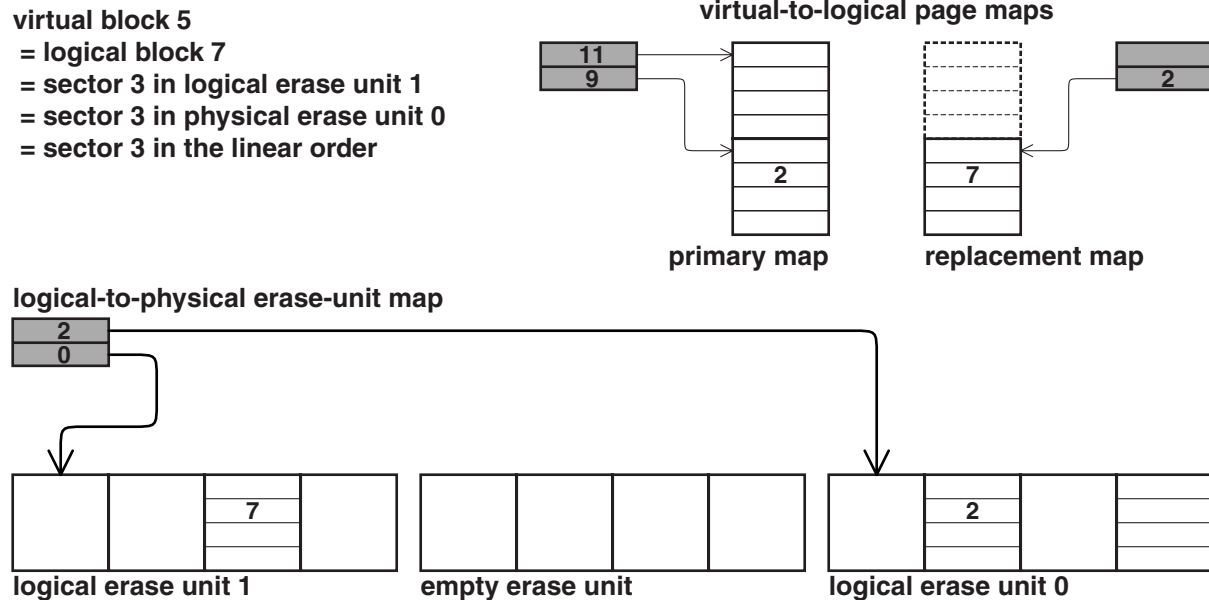 virtual block 5
= logical block 7
= sector 3 in logical erase unit 1
= sector 3 in physical erase unit 0
= sector 3 in the linear order
virtual-to-logical page maps
11
9
2
2
7
primary map
replacement map
logical-to-physical erase-unit map
2
0
7
2
logical erase unit 1
empty erase unit
logical erase unit 0